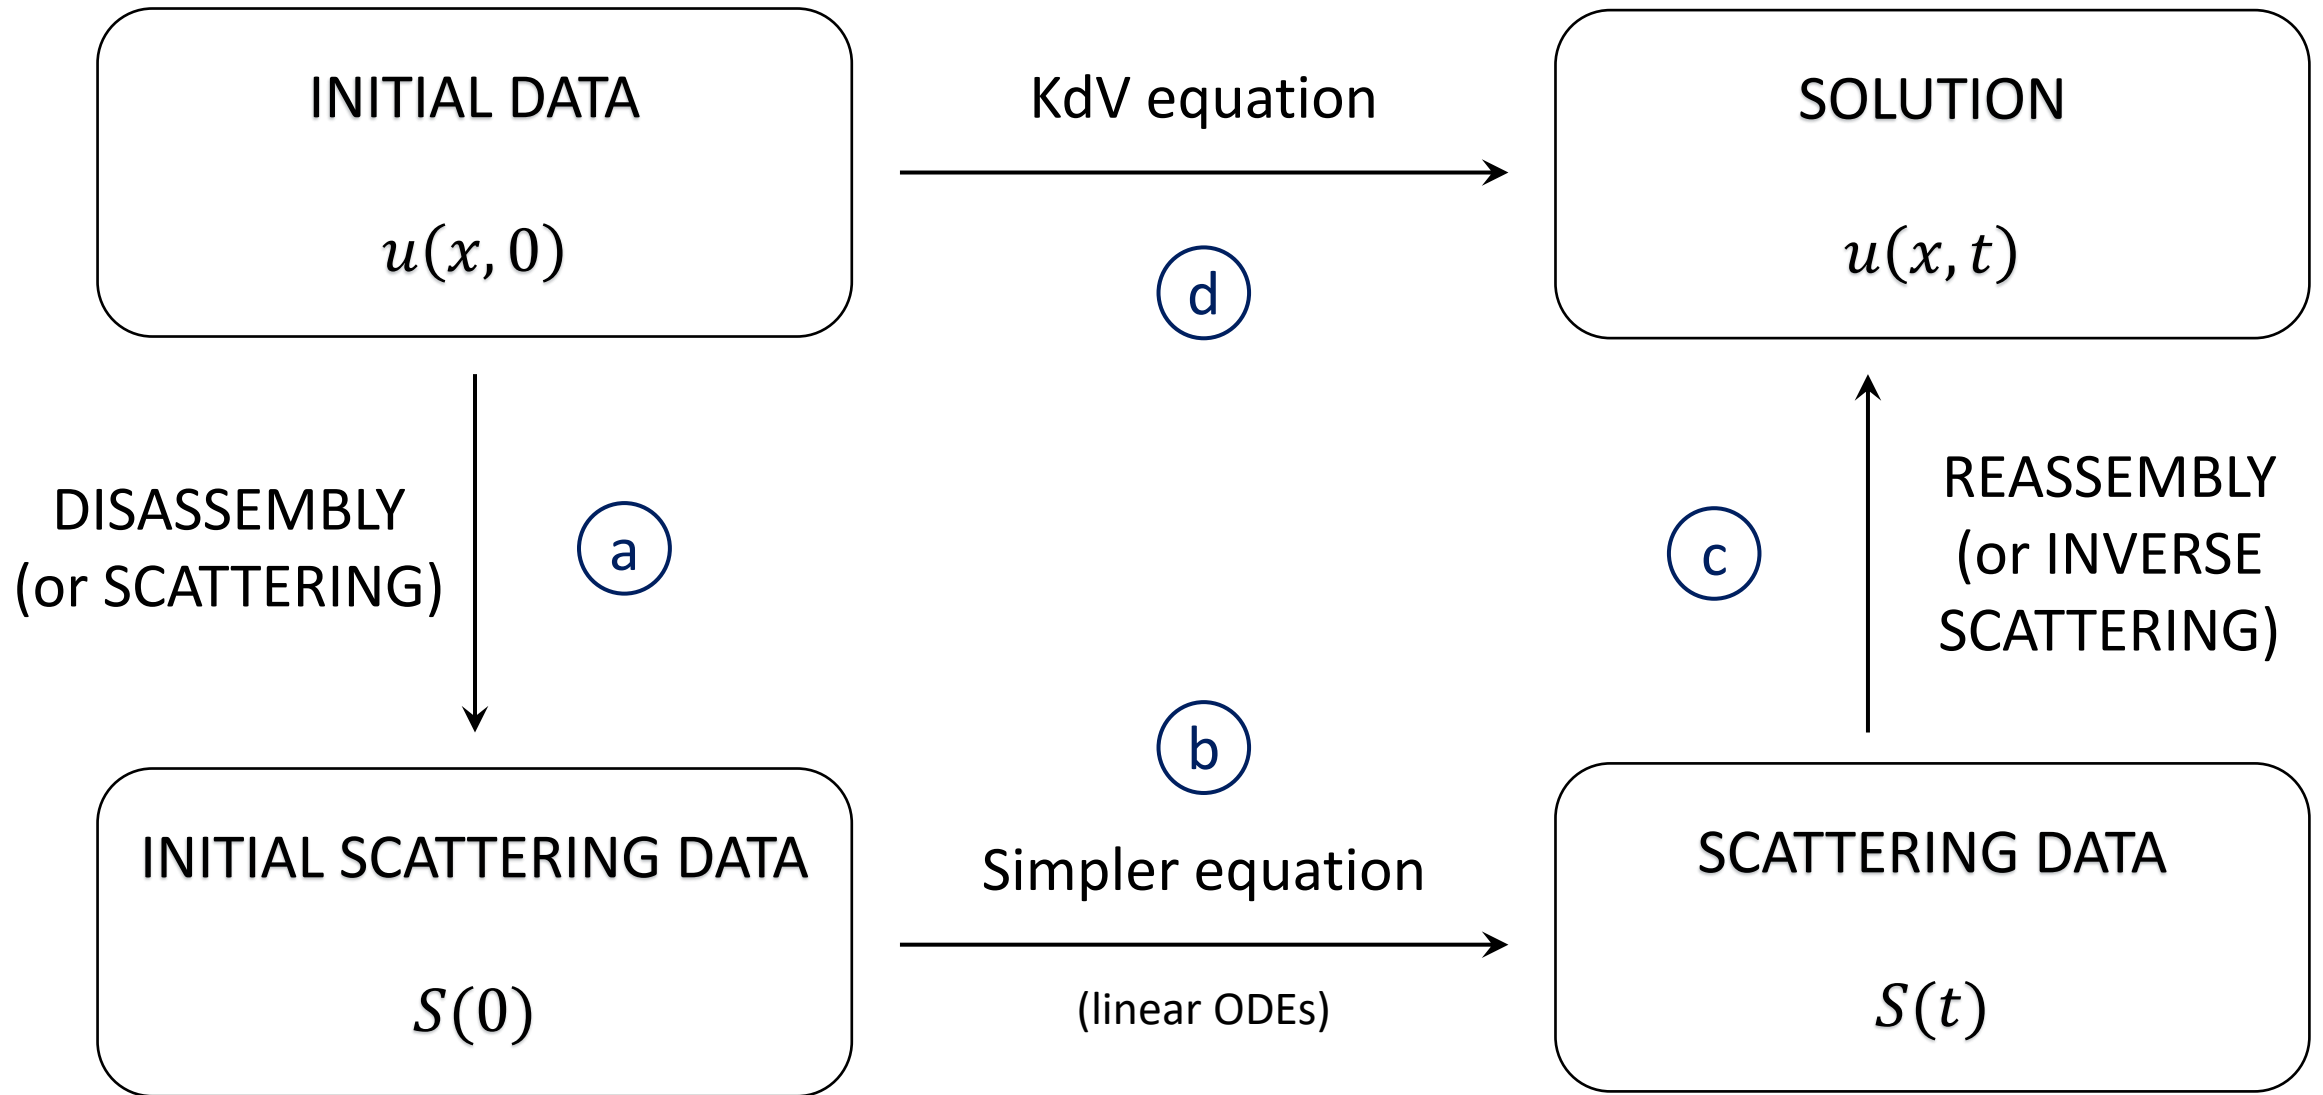 INITIAL DATA
u(x, 0)
KdV equation
d
SOLUTION
u(x, t)
DISASSEMBLY
(or SCATTERING)
a
c
REASSEMBLY
(or INVERSE
SCATTERING)
INITIAL SCATTERING DATA
S(0)
b
Simpler equation
(linear ODEs)
SCATTERING DATA
S(t)